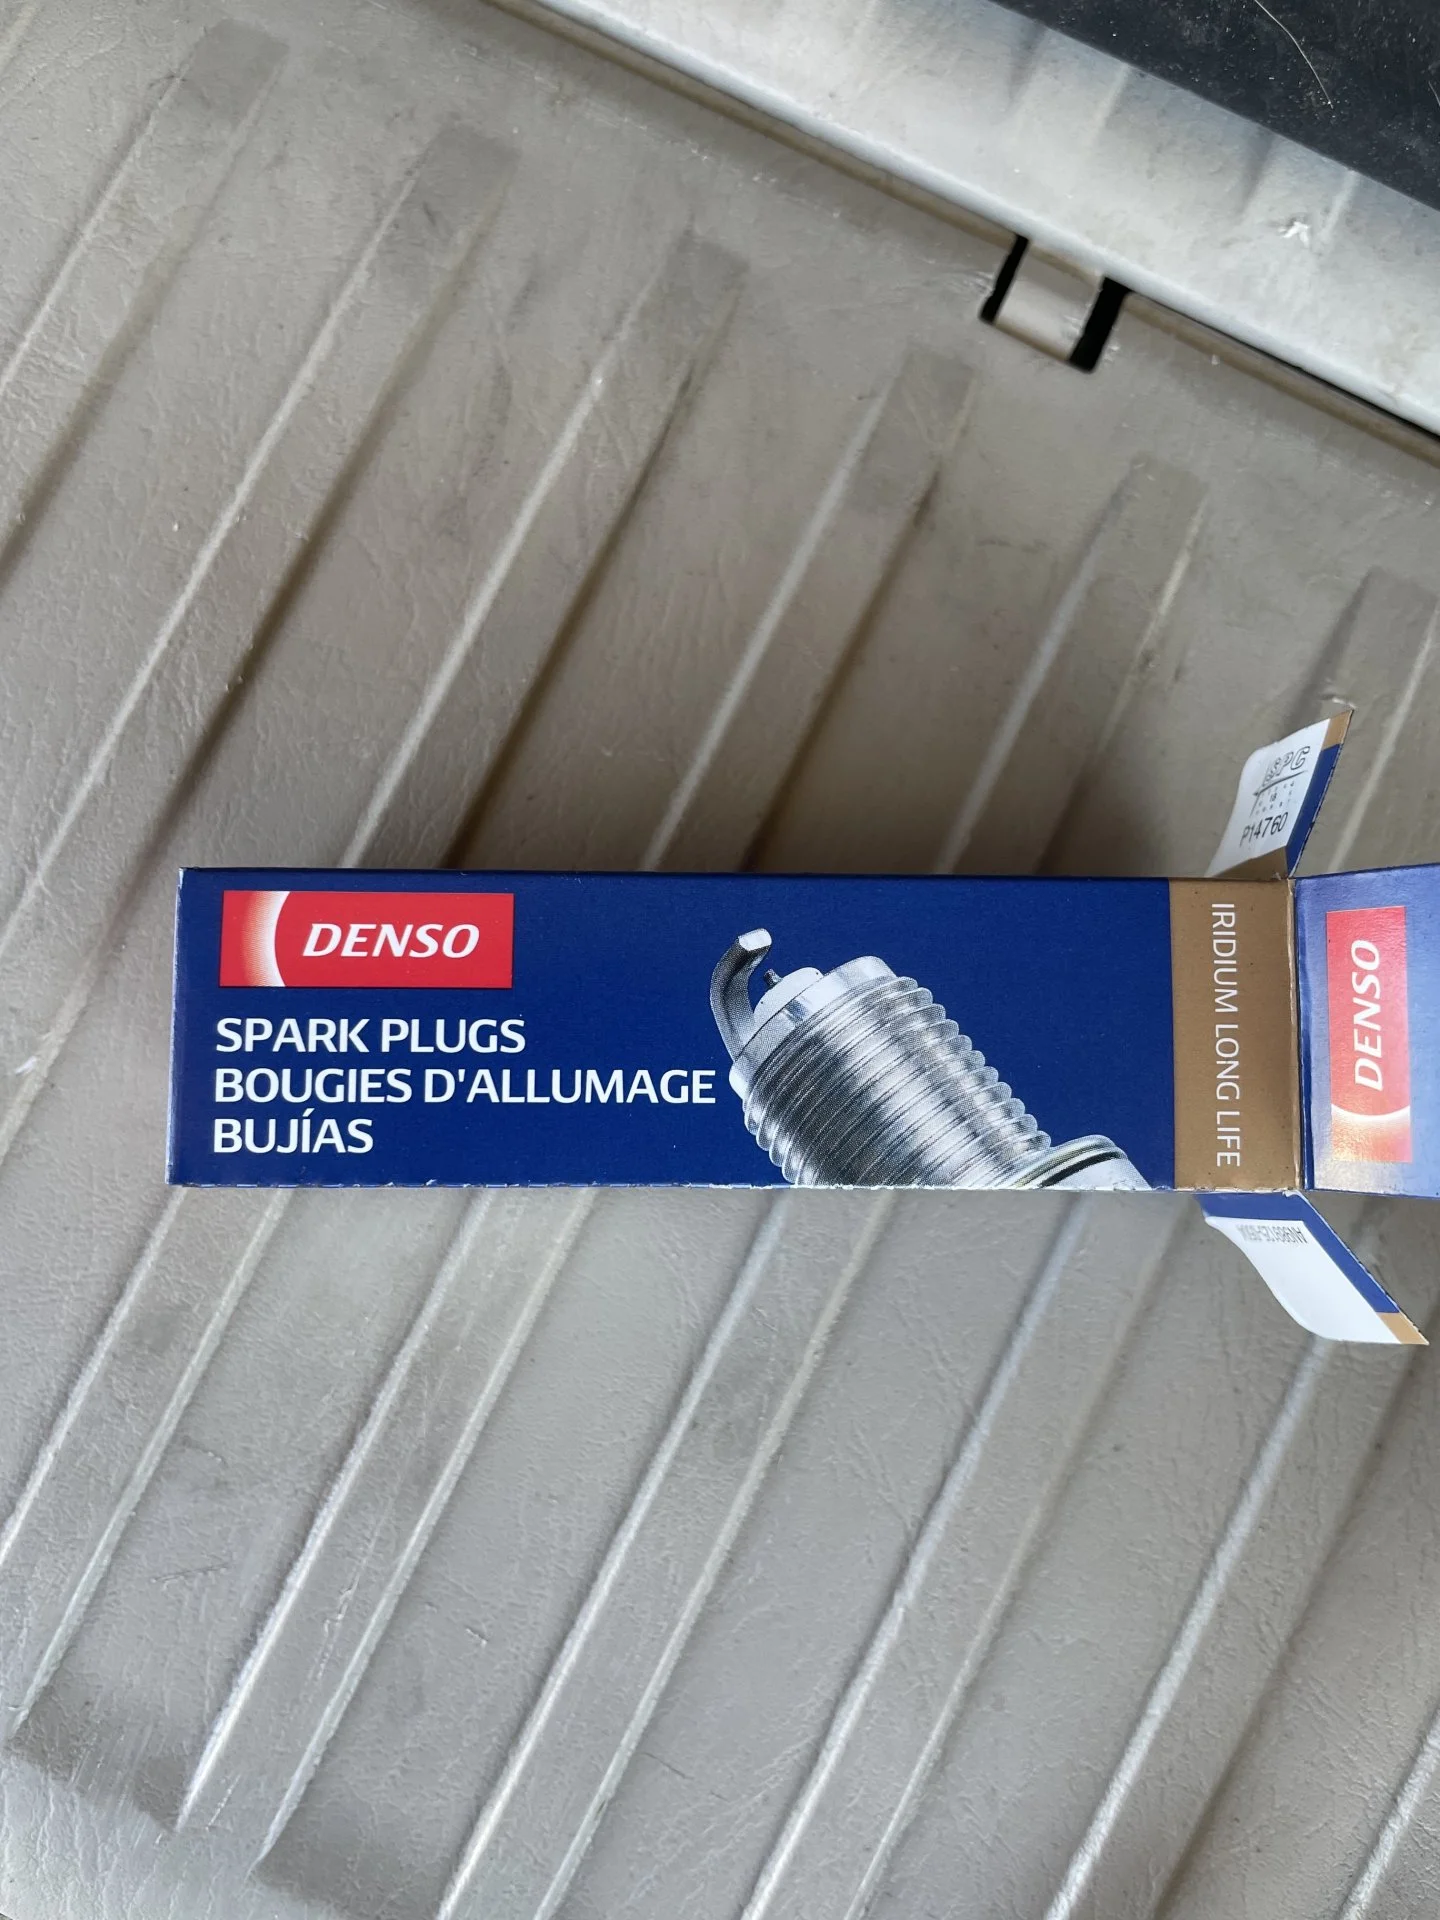 DENSO
SPARK PLUGS
BOUGIES D'ALLUMAGE
BUJÍAS
IRIDIUM LONG LIFE
DENSO
P14760